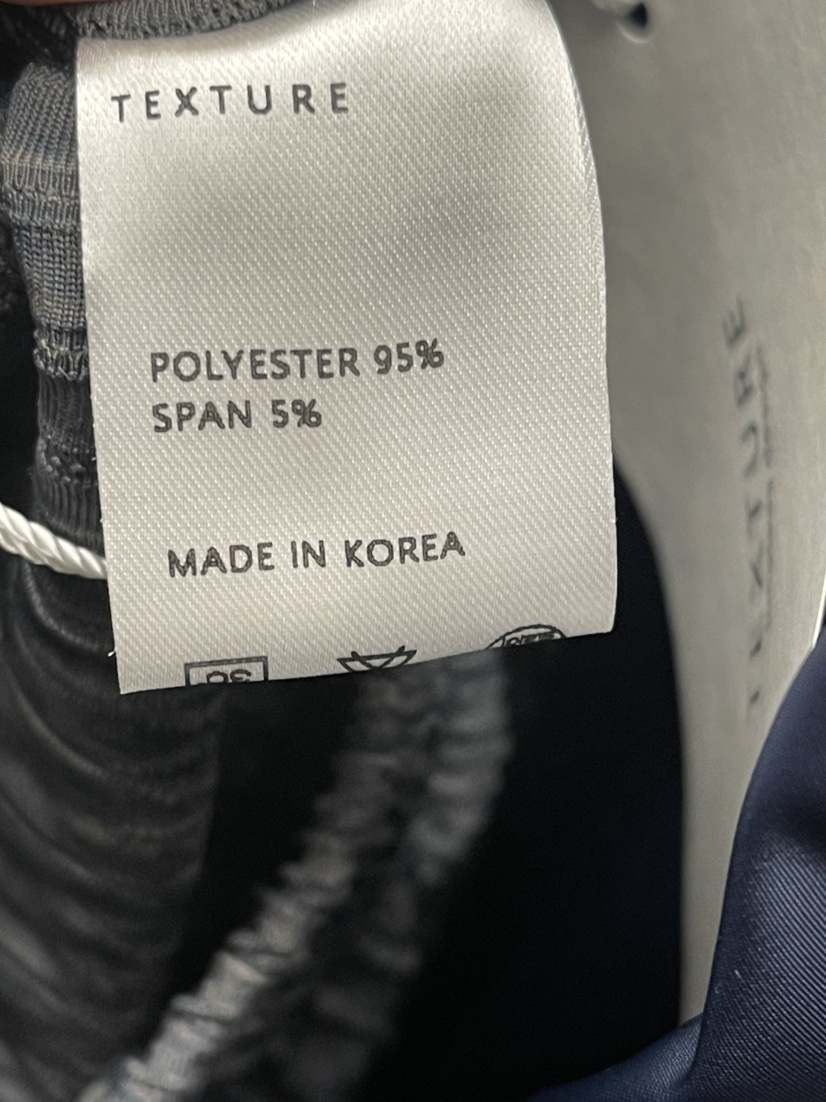 TEXTURE
POLYESTER 95%
SPAN 5%
MADE IN KOREA
TEXTURE